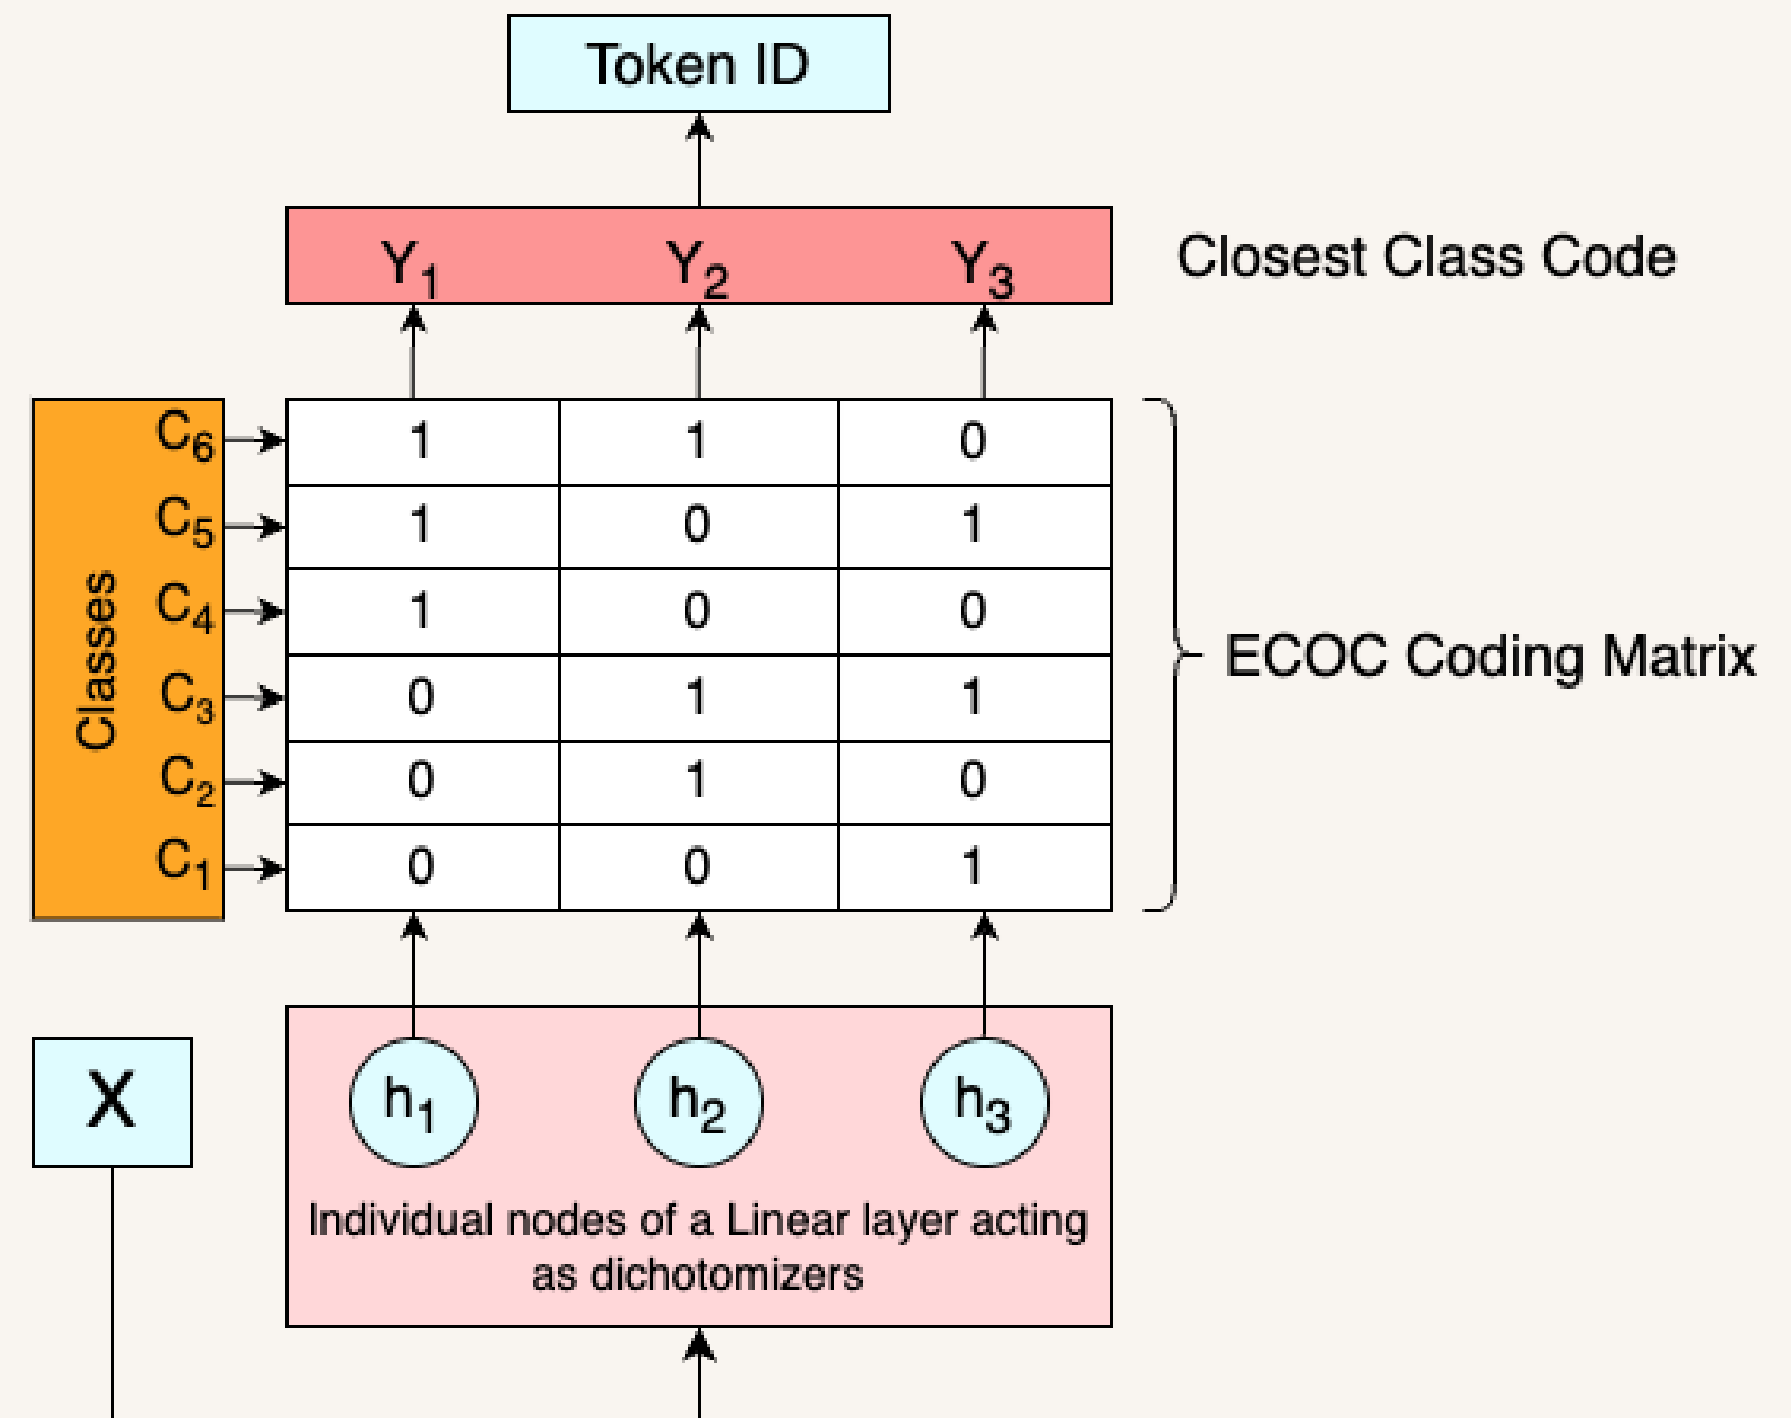 Token ID
Y1 Y2 Y3
Closest Class Code
Classes
C6 1 1 0
C5 1 0 1
C4 1 0 0
C3 0 1 1
C2 0 1 0
C1 0 0 1
ECOC Coding Matrix
X
h1 h2 h3
Individual nodes of a Linear layer acting
as dichotomizers